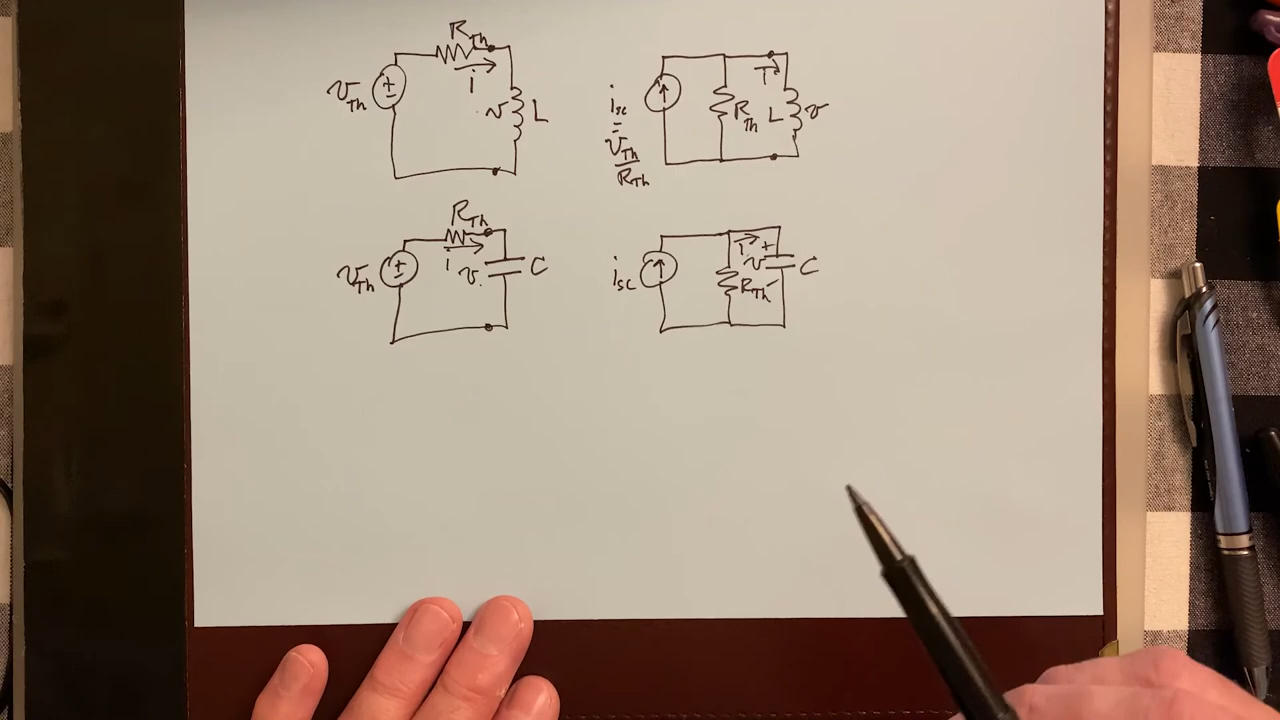 R_Th
v_Th
i
v
L
i_sc
=
v_Th
R_Th
R_Th
L
v
i
R_Th
v_Th
i
v
C
i_sc
i
+
v
-
R_Th
C